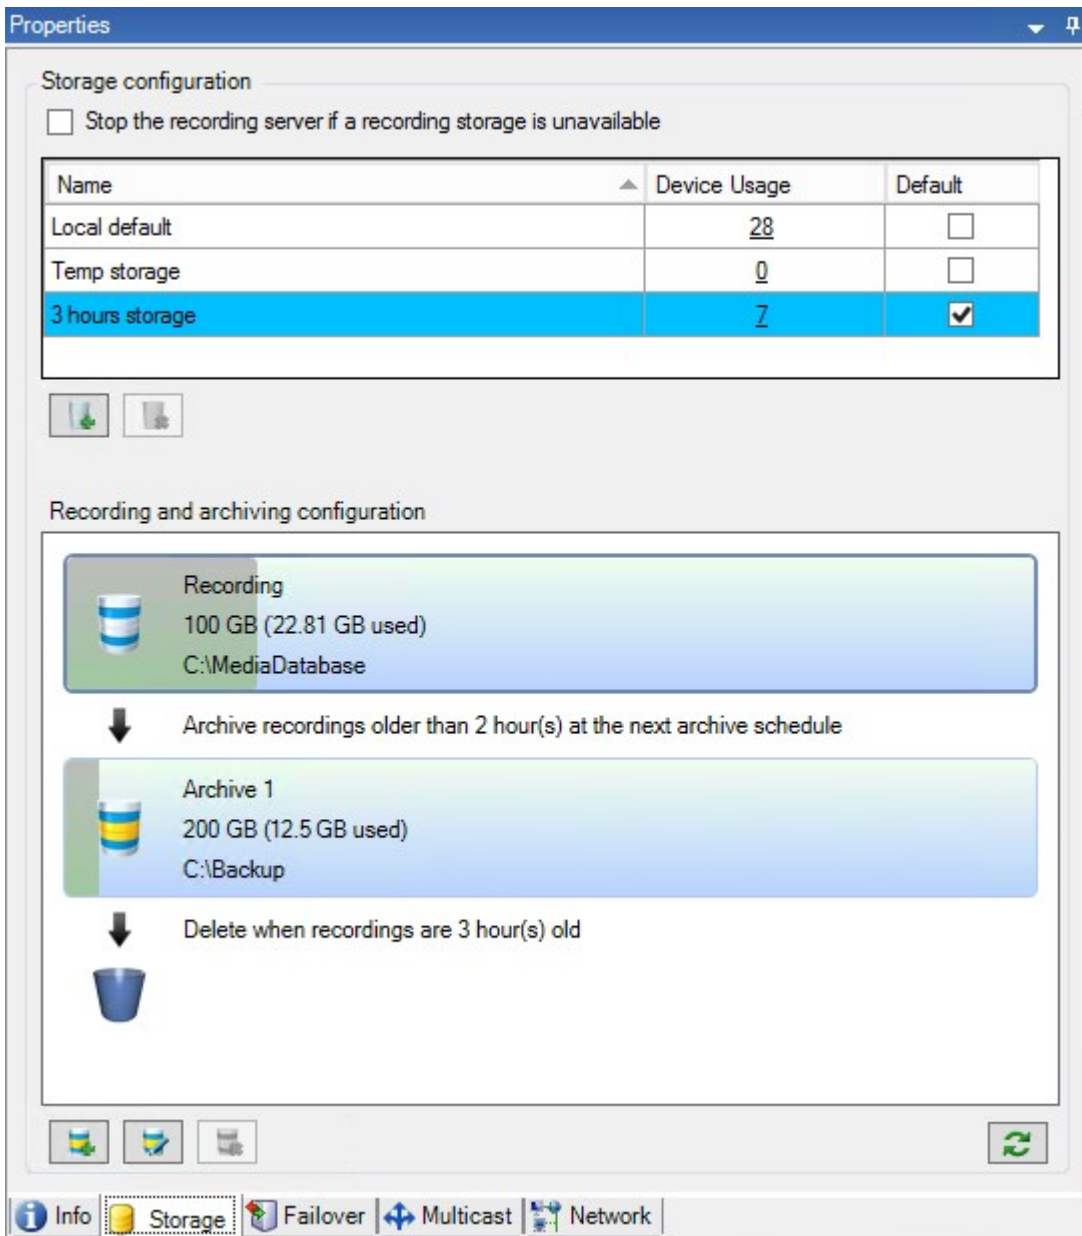 Properties
Storage configuration
Stop the recording server if a recording storage is unavailable
Name Device Usage Default
Local default 28
Temp storage 0
3 hours storage 7
Recording and archiving configuration
Recording
100 GB (22.81 GB used)
C:\MediaDatabase
Archive recordings older than 2 hour(s) at the next archive schedule
Archive 1
200 GB (12.5 GB used)
C:\Backup
Delete when recordings are 3 hour(s) old
Info Storage Failover Multicast Network